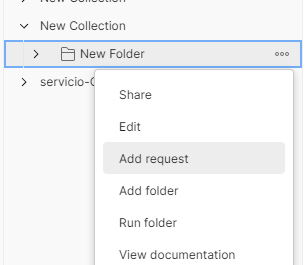 New Collection
New Collection
New Folder
servicio-
Share
Edit
Add request
Add folder
Run folder
View documentation